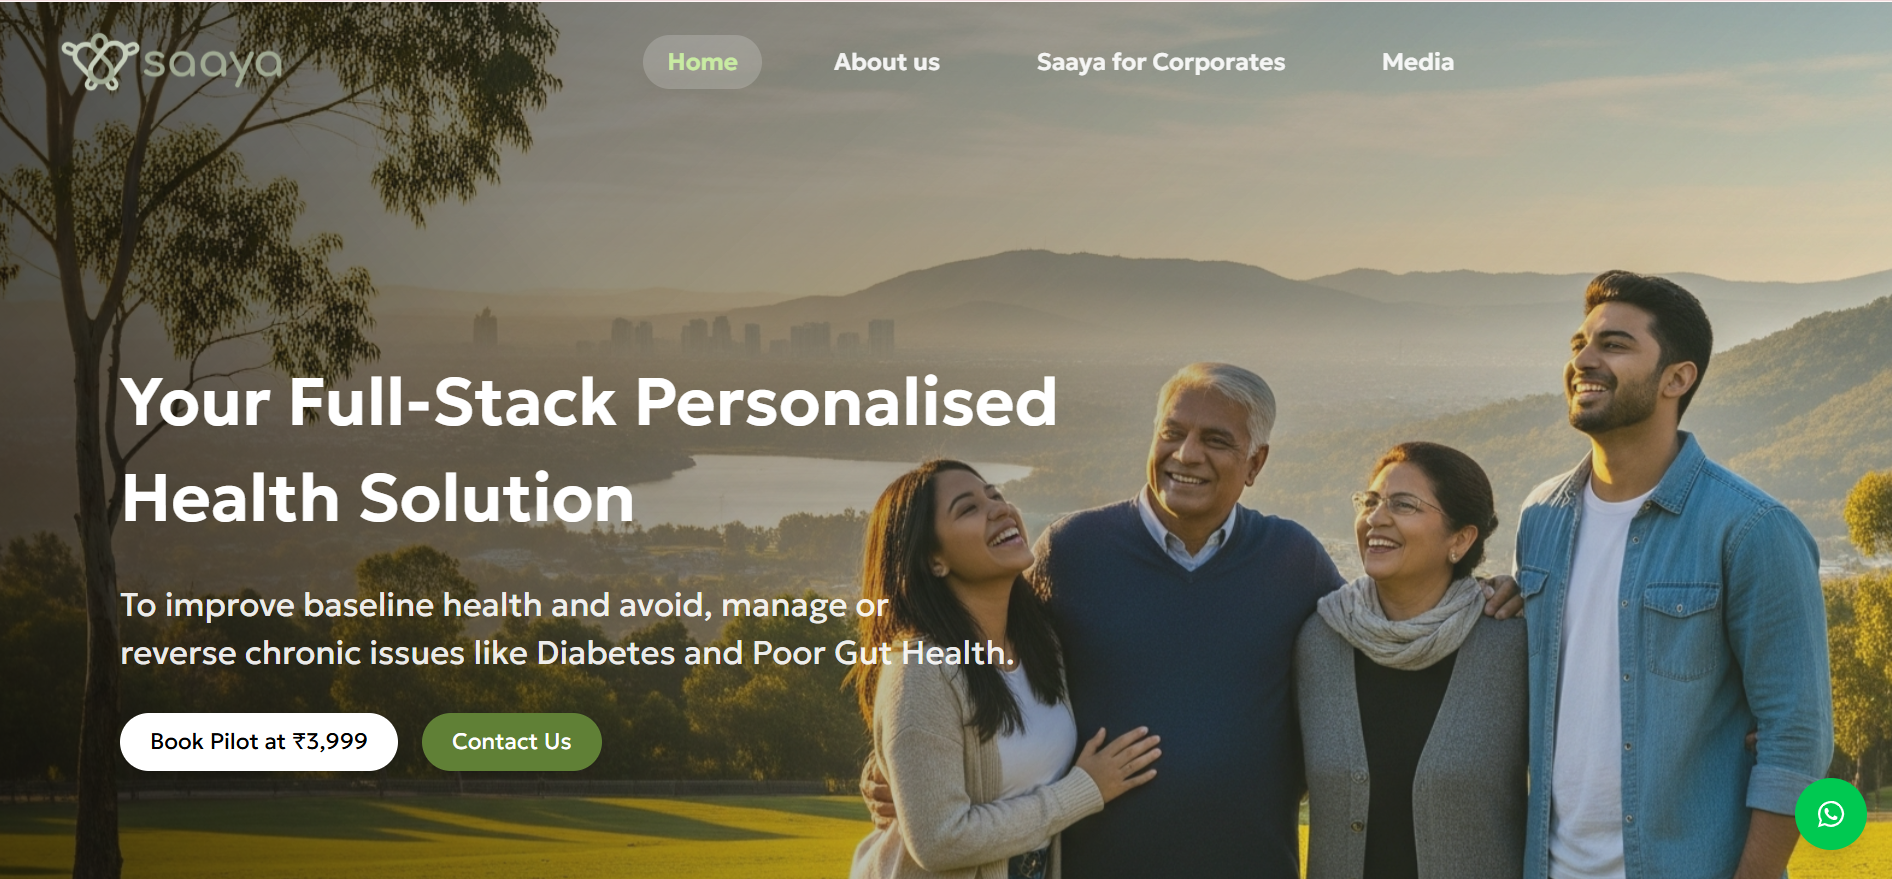 saaya
Home
About us
Saaya for Corporates
Media
Your Full-Stack Personalised
Health Solution
To improve baseline health and avoid, manage or
reverse chronic issues like Diabetes and Poor Gut Health.
Book Pilot at ₹3,999
Contact Us